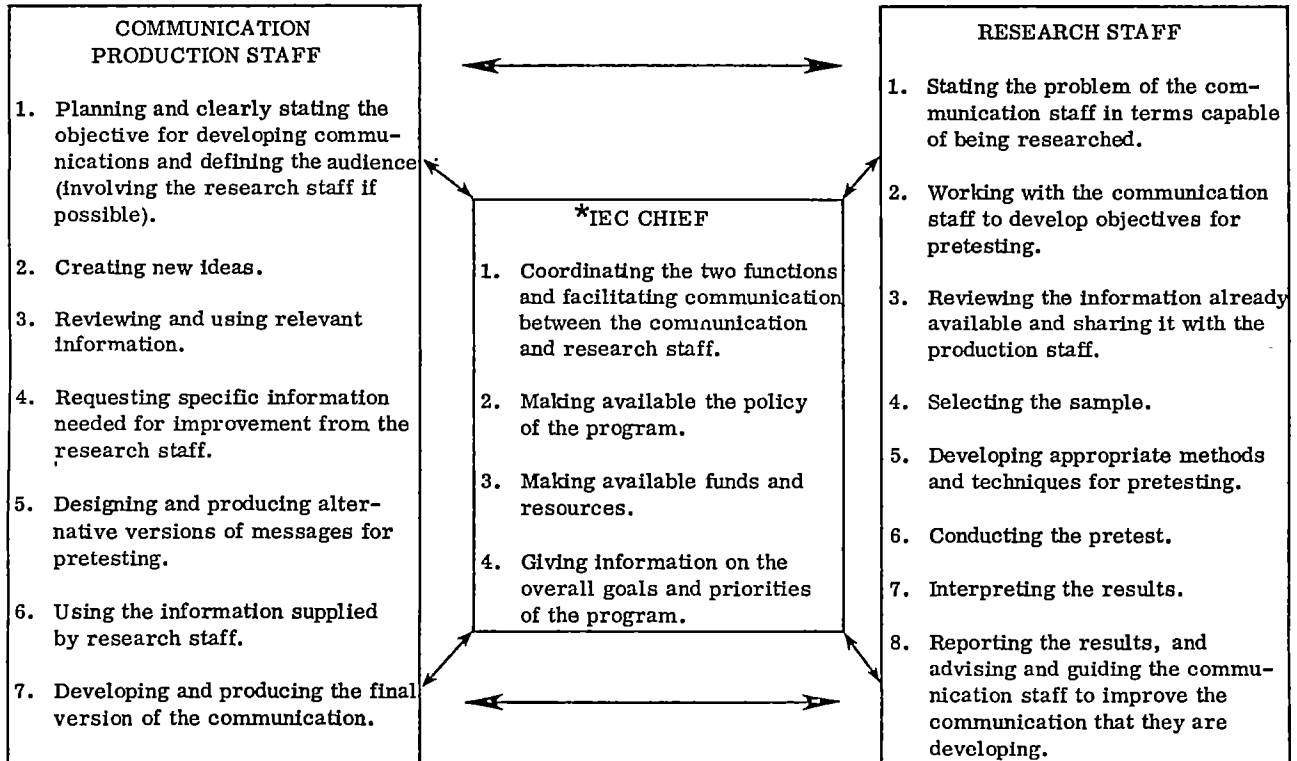 COMMUNICATION
PRODUCTION STAFF
1. Planning and clearly stating the
objective for developing commu-
nications and defining the audience
(involving the research staff if
possible).
2. Creating new ideas.
3. Reviewing and using relevant
information.
4. Requesting specific information
needed for improvement from the
research staff.
5. Designing and producing alter-
native versions of messages for
pretesting.
6. Using the information supplied
by research staff.
7. Developing and producing the final
version of the communication.
*IEC CHIEF
1. Coordinating the two functions
and facilitating communication
between the communication
and research staff.
2. Making available the policy
of the program.
3. Making available funds and
resources.
4. Giving information on the
overall goals and priorities
of the program.
RESEARCH STAFF
1. Stating the problem of the com-
munication staff in terms capable
of being researched.
2. Working with the communication
staff to develop objectives for
pretesting.
3. Reviewing the information already
available and sharing it with the
production staff.
4. Selecting the sample.
5. Developing appropriate methods
and techniques for pretesting.
6. Conducting the pretest.
7. Interpreting the results.
8. Reporting the results, and
advising and guiding the commu-
nication staff to improve the
communication that they are
developing.